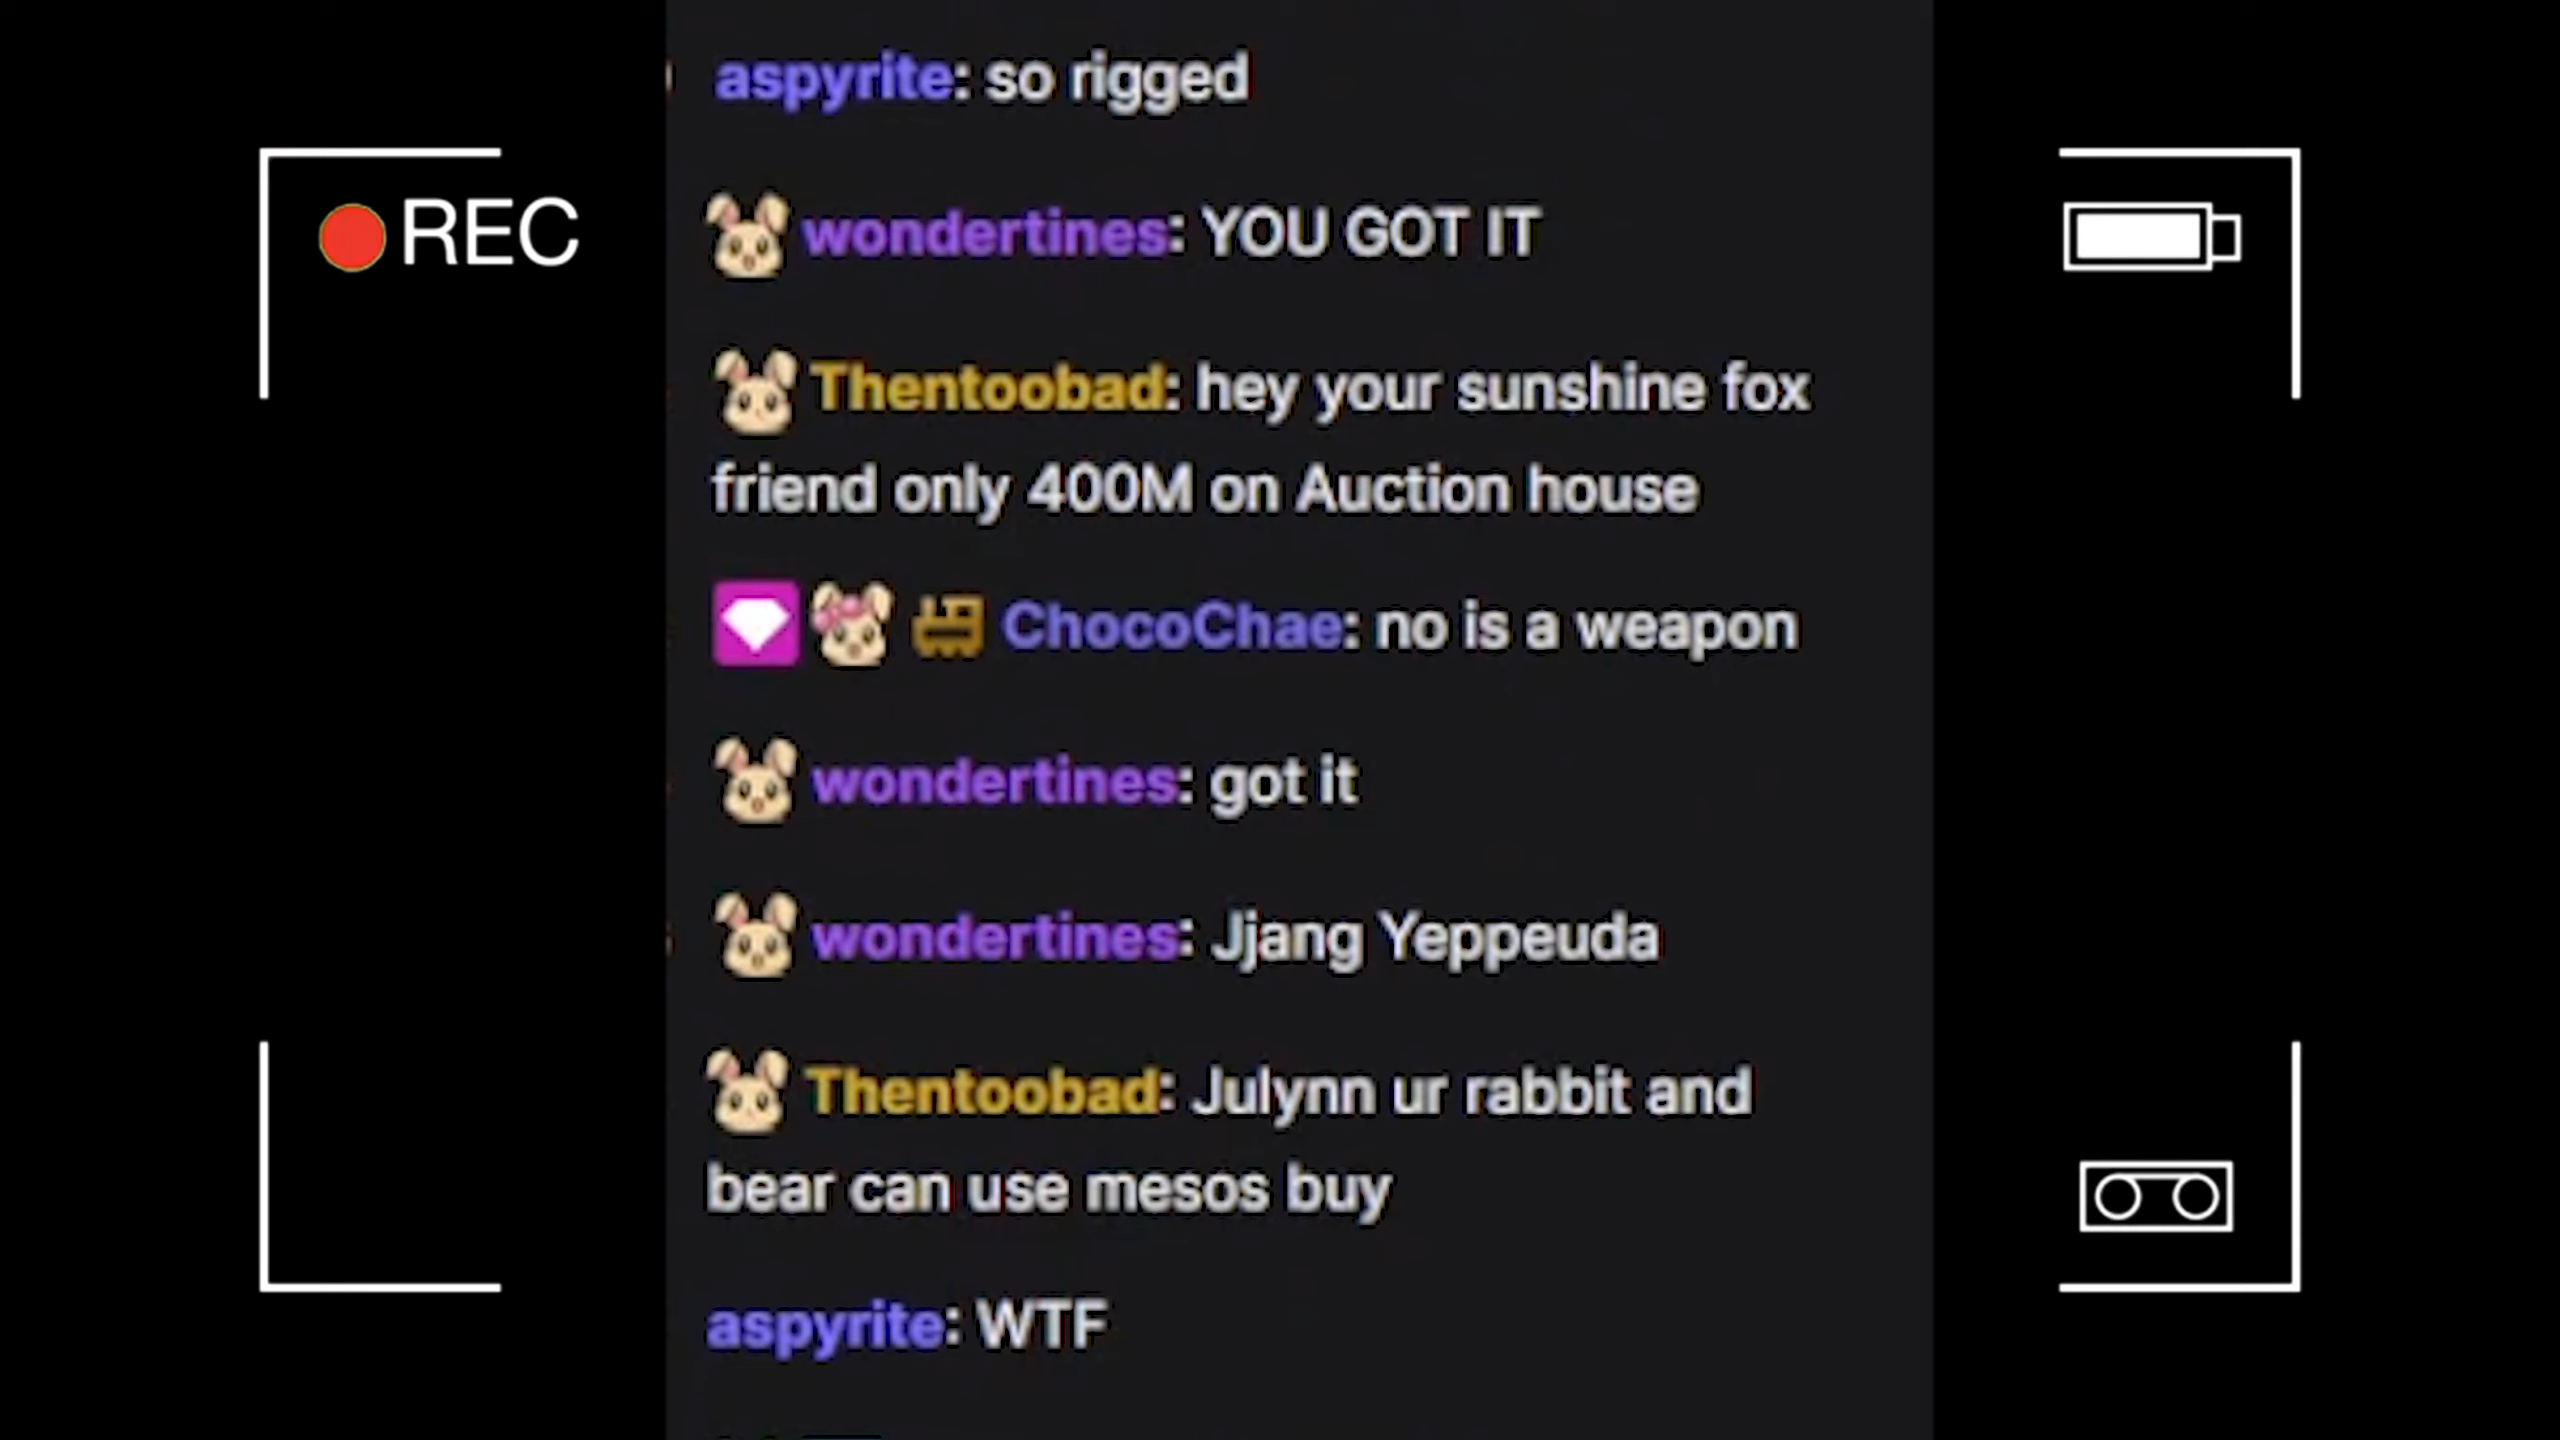 aspyrite: so rigged
REC
wondertines: YOU GOT IT
Thentoobad: hey your sunshine fox
friend only 400M on Auction house
ChocoChae: no is a weapon
wondertines: got it
wondertines: Jjang Yeppeuda
Thentoobad: Julynn ur rabbit and
bear can use mesos buy
aspyrite: WTF